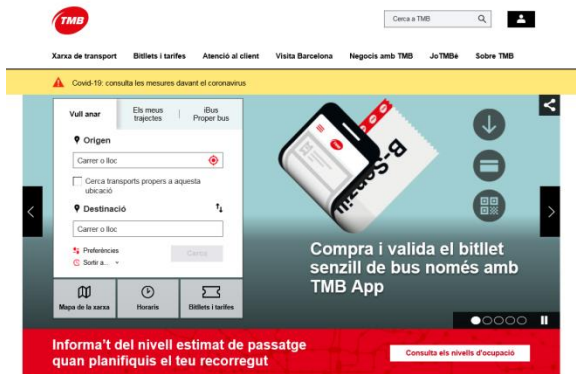 TMB
Cerca a TMB
Xarxa de transport
Bitllets i tarifes
Atenció al client
Visita Barcelona
Negocis amb TMB
JoTMBé
Sobre TMB
Covid-19: consulta les mesures davant el coronavirus
Vull anar
Els meus
trajectes
iBus
Proper bus
Origen
Carrer o lloc
Cerca transports propers a aquesta
ubicació
Destinació
Carrer o lloc
Preferències
Sortir a...
Cerca
Mapa de la xarxa
Horaris
Bitllets i tarifes
B-Senzill
Compra i valida el bitllet
senzill de bus només amb
TMB App
Informa't del nivell estimat de passatge
quan planifiquis el teu recorregut
Consulta els nivells d'ocupació